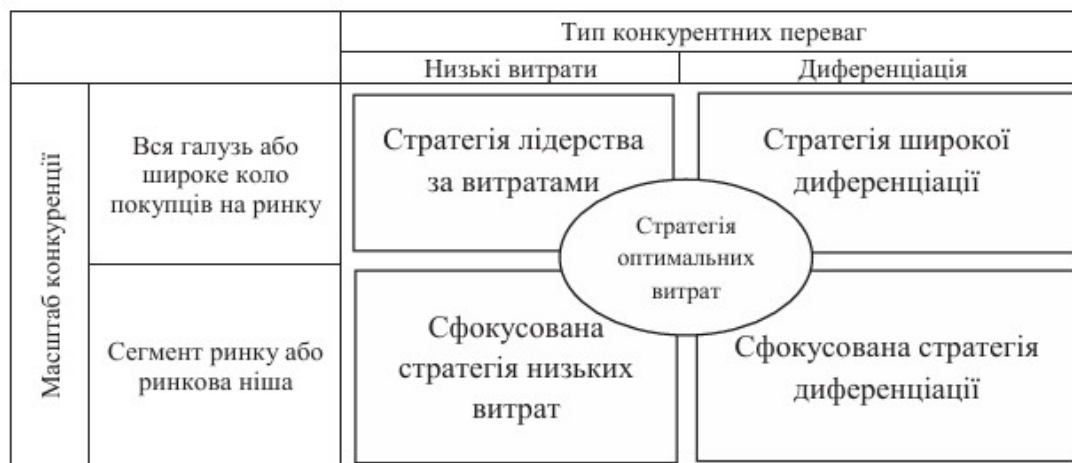 Тип конкурентних переваг
Низькі витрати
Диференціація
Масштаб конкуренції
Вся галузь або
широке коло
покупців на ринку
Стратегія лідерства
за витратами
Стратегія широкої
диференціації
Стратегія
оптимальних
витрат
Сегмент ринку або
ринкова ніша
Сфокусована
стратегія низьких
витрат
Сфокусована стратегія
диференціації